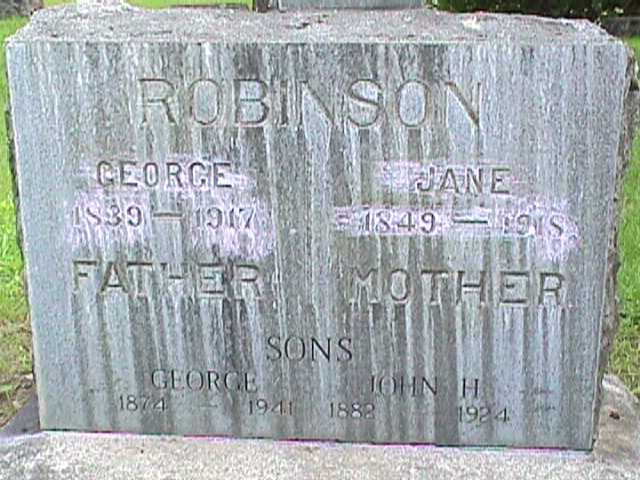 ROBINSON
GEORGE JANE
1839 — 1917 1849 — 1918
FATHER MOTHER
SONS
GEORGE JOHN H
1874 — 1941 1882 — 1924